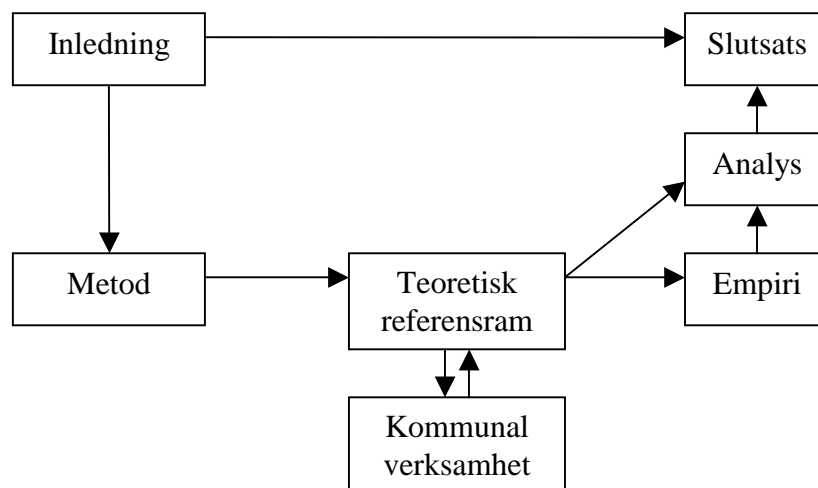 Inledning
Slutsats
Analys
Metod
Teoretisk
referensram
Empiri
Kommunal
verksamhet